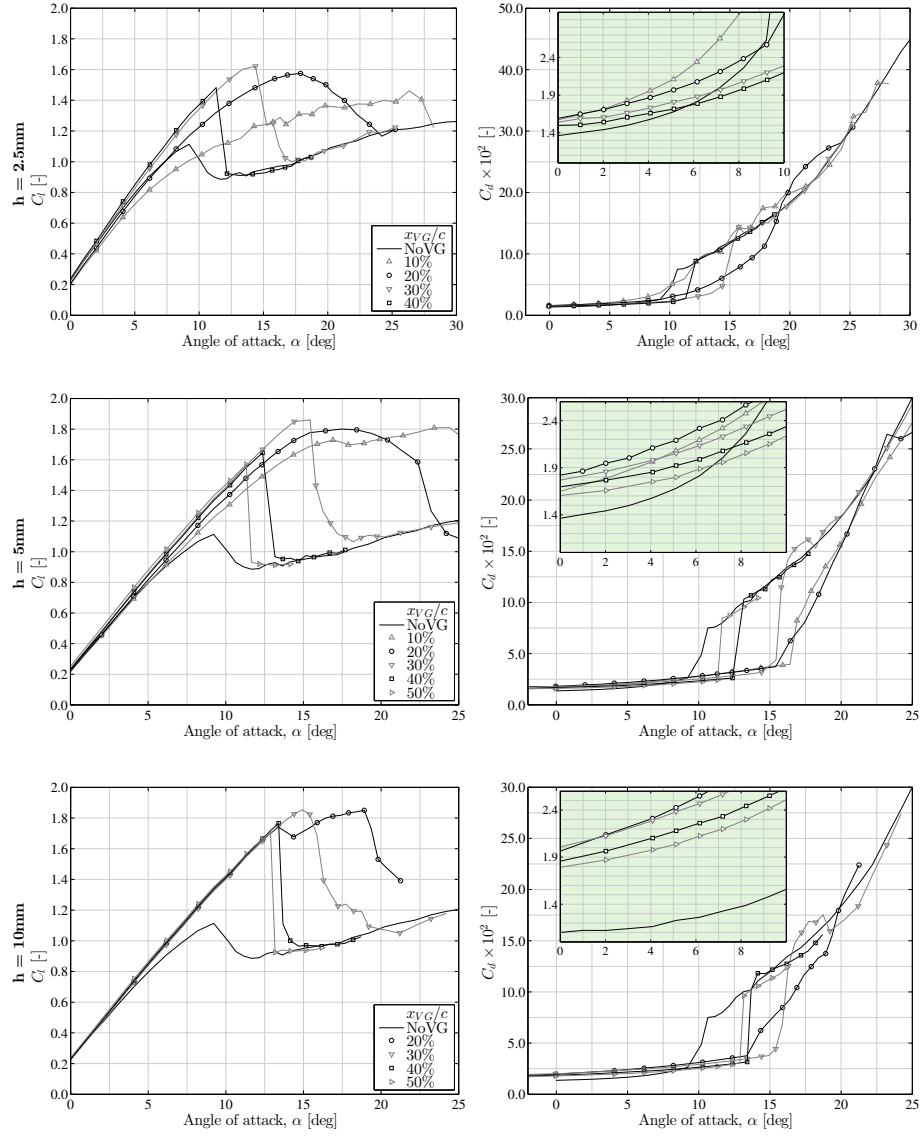 h = 2.5mm
C_l [-]
2.0
1.8
1.6
1.4
1.2
1.0
0.8
0.6
0.4
0.2
0.0
0 5 10 15 20 25 30
Angle of attack, α [deg]
x_VG/c
NoVG
10%
20%
30%
40%
C_d × 10² [-]
50.0
40.0
30.0
20.0
10.0
0.0
0 5 10 15 20 25 30
Angle of attack, α [deg]
2.4
1.9
1.4
0 2 4 6 8 10
h = 5mm
C_l [-]
2.0
1.8
1.6
1.4
1.2
1.0
0.8
0.6
0.4
0.2
0.0
0 5 10 15 20 25
Angle of attack, α [deg]
x_VG/c
NoVG
10%
20%
30%
40%
50%
C_d × 10² [-]
30.0
25.0
20.0
15.0
10.0
5.0
2.5
0.0
0 5 10 15 20 25
Angle of attack, α [deg]
2.4
1.9
1.4
0 2 4 6 8
h = 10mm
C_l [-]
2.0
1.8
1.6
1.4
1.2
1.0
0.8
0.6
0.4
0.2
0.0
0 5 10 15 20 25
Angle of attack, α [deg]
x_VG/c
NoVG
20%
30%
40%
50%
C_d × 10² [-]
30.0
25.0
20.0
15.0
10.0
5.0
2.5
0.0
0 5 10 15 20 25
Angle of attack, α [deg]
2.4
1.9
1.4
0 2 4 6 8